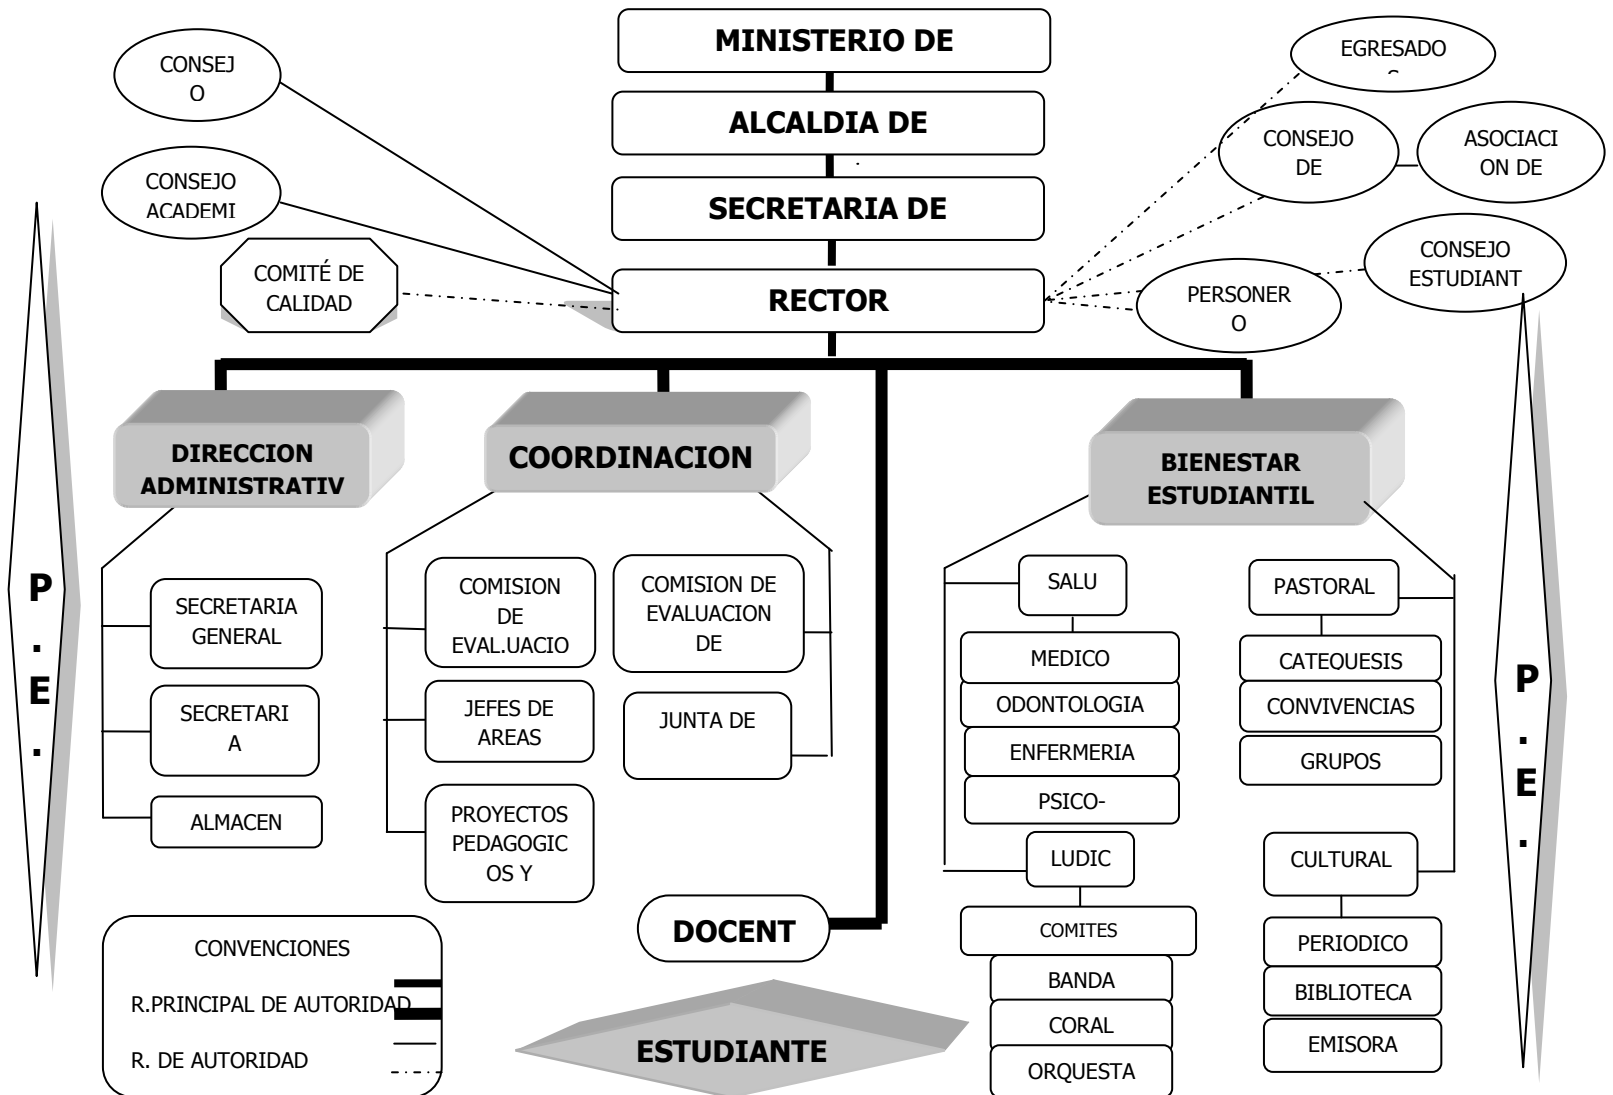 MINISTERIO DE
ALCALDIA DE
SECRETARIA DE
RECTOR
CONSEJ
O
CONSEJO
ACADEMI
COMITÉ DE
CALIDAD
EGRESADO
CONSEJO
DE
ASOCIACI
ON DE
CONSEJO
ESTUDIANT
PERSONER
O
DIRECCION
ADMINISTRATIV
COORDINACION
BIENESTAR
ESTUDIANTIL
P
.
E
.
SECRETARIA
GENERAL
SECRETARI
A
ALMACEN
COMISION
DE
EVAL.UACIO
JEFES DE
AREAS
PROYECTOS
PEDAGOGIC
OS Y
COMISION DE
EVALUACION
DE
JUNTA DE
SALU
MEDICO
ODONTOLOGIA
ENFERMERIA
PSICO-
LUDIC
COMITES
BANDA
CORAL
ORQUESTA
PASTORAL
CATEQUESIS
CONVIVENCIAS
GRUPOS
CULTURAL
PERIODICO
BIBLIOTECA
EMISORA
P
.
E
.
DOCENT
ESTUDIANTE
CONVENCIONES
R.PRINCIPAL DE AUTORIDAD
R. DE AUTORIDAD